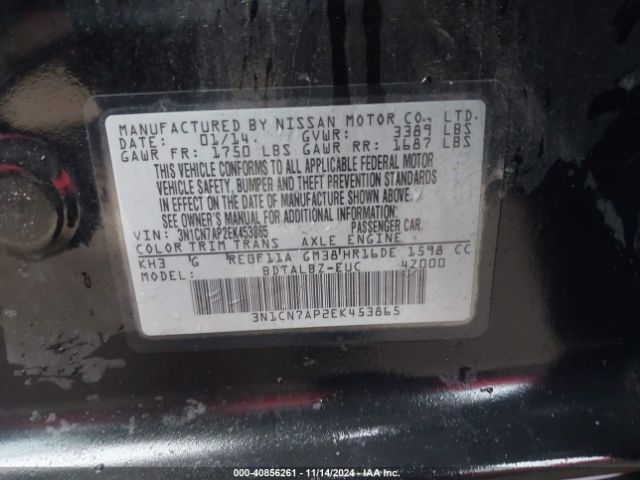 MANUFACTURED BY NISSAN MOTOR CO., LTD.
DATE: 01/14 GVWR: 3389 LBS
GAWR FR: 1750 LBS GAWR RR: 1687 LBS
THIS VEHICLE CONFORMS TO ALL APPLICABLE FEDERAL MOTOR
VEHICLE SAFETY, BUMPER AND THEFT PREVENTION STANDARDS
IN EFFECT ON THE DATE OF MANUFACTURE SHOWN ABOVE.
SEE OWNER'S MANUAL FOR ADDITIONAL INFORMATION.
VIN: 3N1CN7AP2EK453865 PASSENGER CAR
COLOR TRIM TRANS AXLE ENGINE
KH3 G RE0F11A GM38 HR16DE 1598 CC
MODEL: BDTALBZ-EUC 4Z000
3N1CN7AP2EK453865
000-40856261 - 11/14/2024 - IAA Inc.